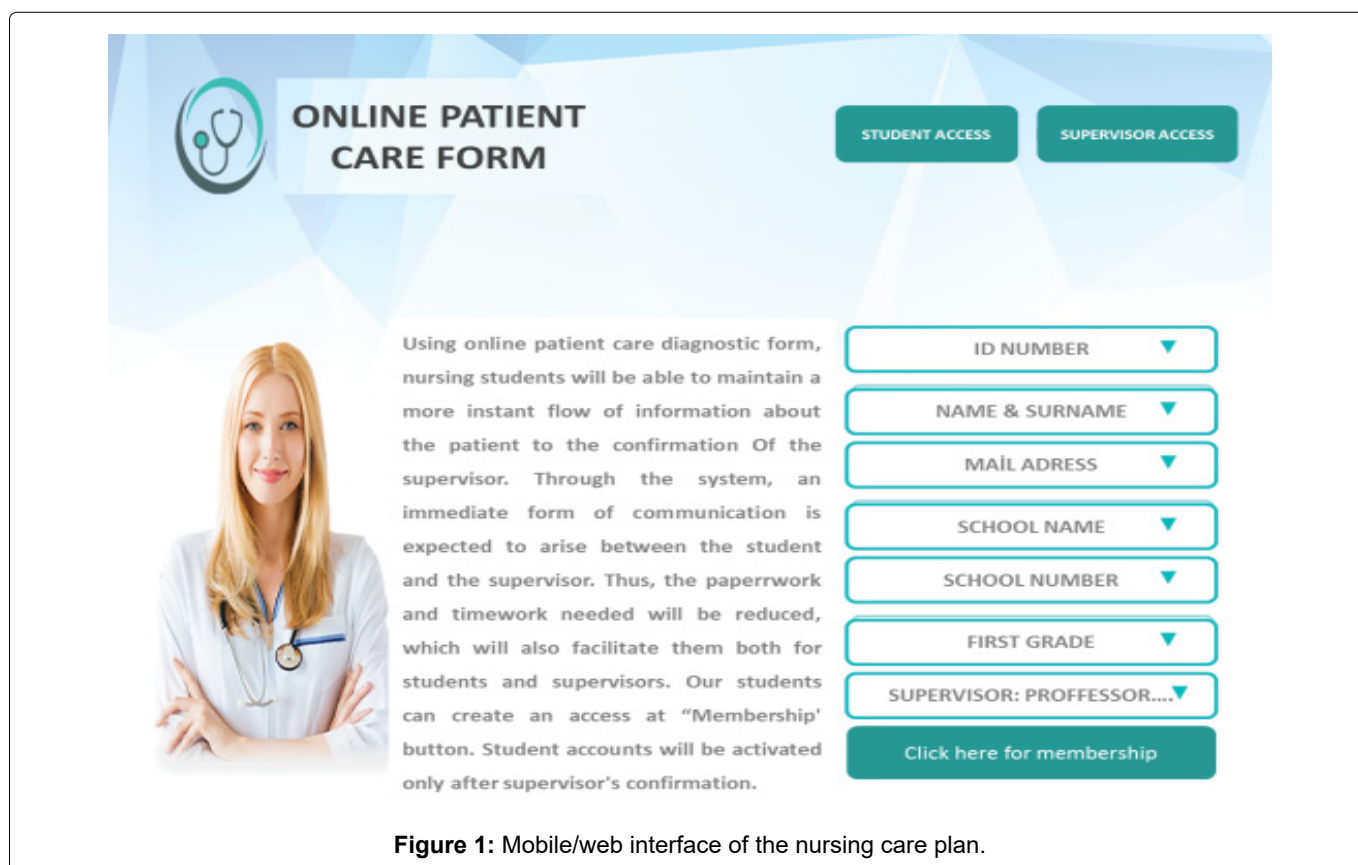 ONLINE PATIENT
CARE FORM
STUDENT ACCESS
SUPERVISOR ACCESS
Using online patient care diagnostic form,
nursing students will be able to maintain a
more instant flow of information about
the patient to the confirmation Of the
supervisor. Through the system, an
immediate form of communication is
expected to arise between the student
and the supervisor. Thus, the paperrwork
and timework needed will be reduced,
which will also facilitate them both for
students and supervisors. Our students
can create an access at “Membership'
button. Student accounts will be activated
only after supervisor's confirmation.
ID NUMBER
NAME & SURNAME
MAİL ADRESS
SCHOOL NAME
SCHOOL NUMBER
FIRST GRADE
SUPERVISOR: PROFFESSOR....
Click here for membership
Figure 1: Mobile/web interface of the nursing care plan.